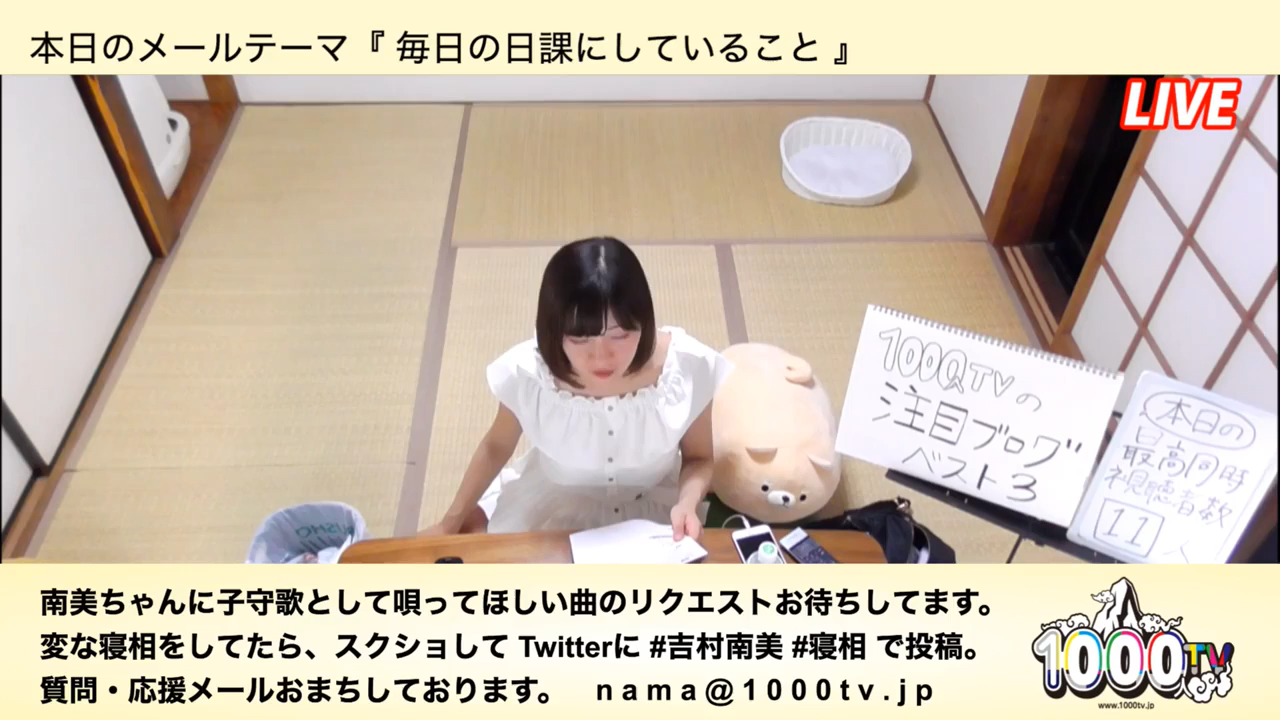 本日のメールテーマ『 毎日の日課にしていること 』
LIVE
1000TVの
注目ブログ
ベスト3
本日の
最高同時
視聴者数
11人
南美ちゃんに子守歌として唄ってほしい曲のリクエストお待ちしてます。
変な寝相をしてたら、スクショして Twitterに #吉村南美 #寝相 で投稿。
質問・応援メールおまちしております。 nama@1000tv.jp
1000TV
www.1000tv.jp